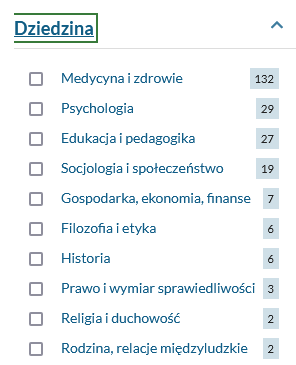 Dziedzina
Medycyna i zdrowie 132
Psychologia 29
Edukacja i pedagogika 27
Socjologia i społeczeństwo 19
Gospodarka, ekonomia, finanse 7
Filozofia i etyka 6
Historia 6
Prawo i wymiar sprawiedliwości 3
Religia i duchowość 2
Rodzina, relacje międzyludzkie 2